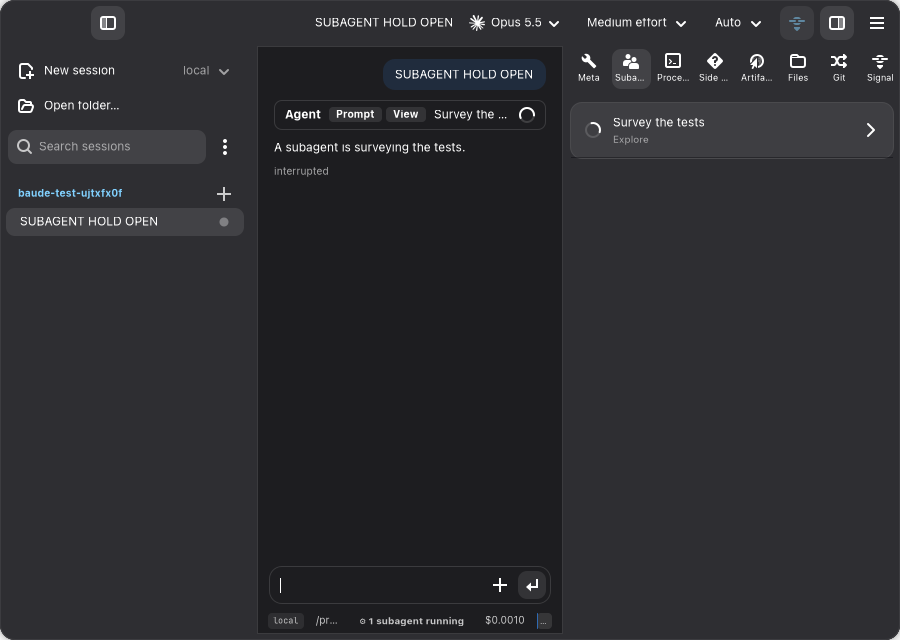 SUBAGENT HOLD OPEN Opus 5.5 Medium effort Auto
New session local
Open folder...
Search sessions
baude-test-ujtxfx0f
SUBAGENT HOLD OPEN
SUBAGENT HOLD OPEN
Agent Prompt View Survey the ...
A subagent is surveying the tests.
interrupted
local /pr... 1 subagent running $0.0010 ...
Meta Suba... Proce... Side ... Artifa... Files Git Signal
Survey the tests
Explore